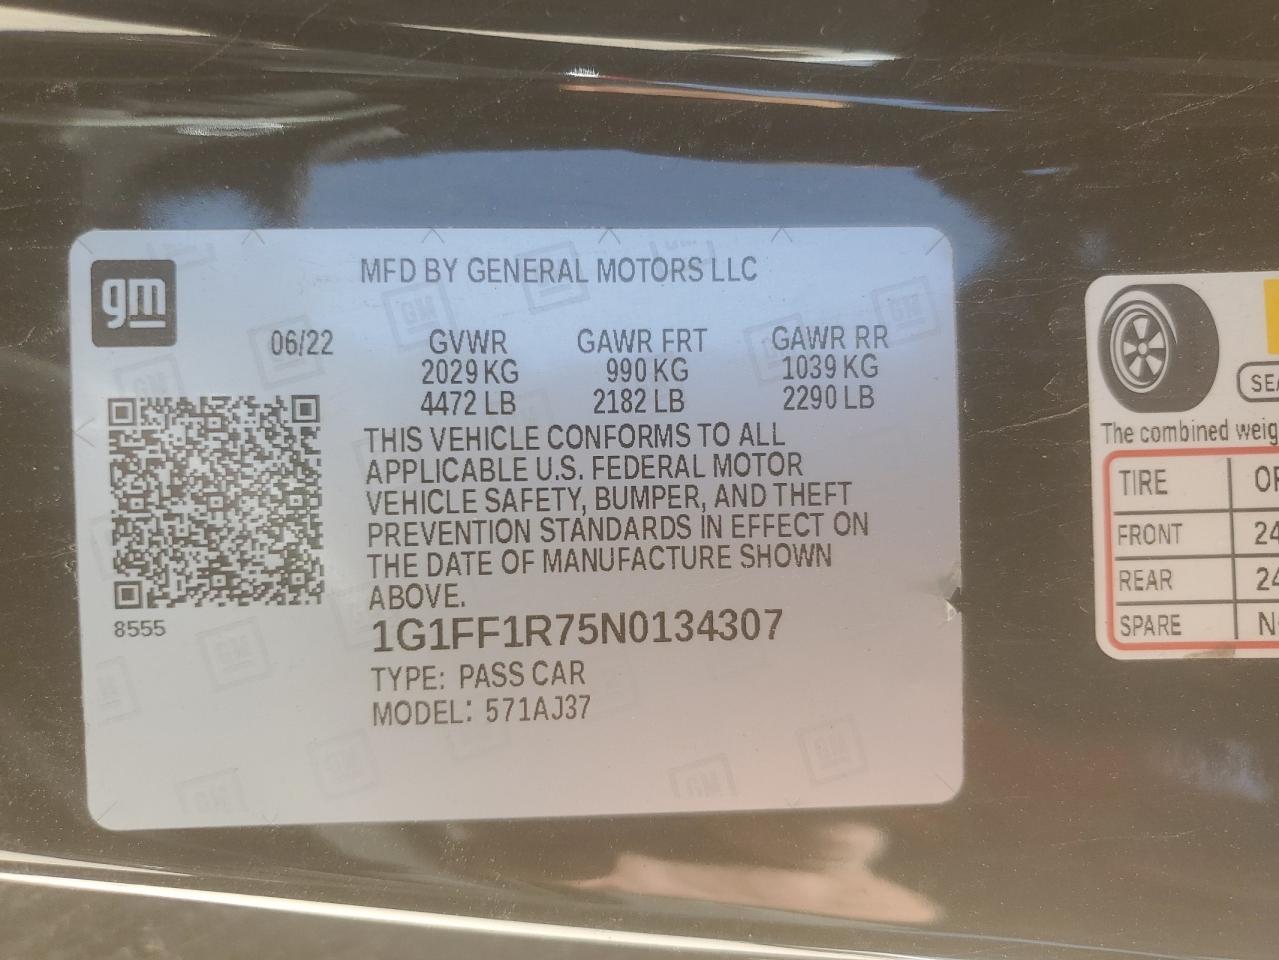 gm
MFD BY GENERAL MOTORS LLC
06/22 GVWR GAWR FRT GAWR RR
2029 KG 990 KG 1039 KG
4472 LB 2182 LB 2290 LB
THIS VEHICLE CONFORMS TO ALL
APPLICABLE U.S. FEDERAL MOTOR
VEHICLE SAFETY, BUMPER, AND THEFT
PREVENTION STANDARDS IN EFFECT ON
THE DATE OF MANUFACTURE SHOWN
ABOVE.
8555
1G1FF1R75N0134307
TYPE: PASS CAR
MODEL: 571AJ37
The combined
TIRE
FRONT 24
REAR 24
SPARE